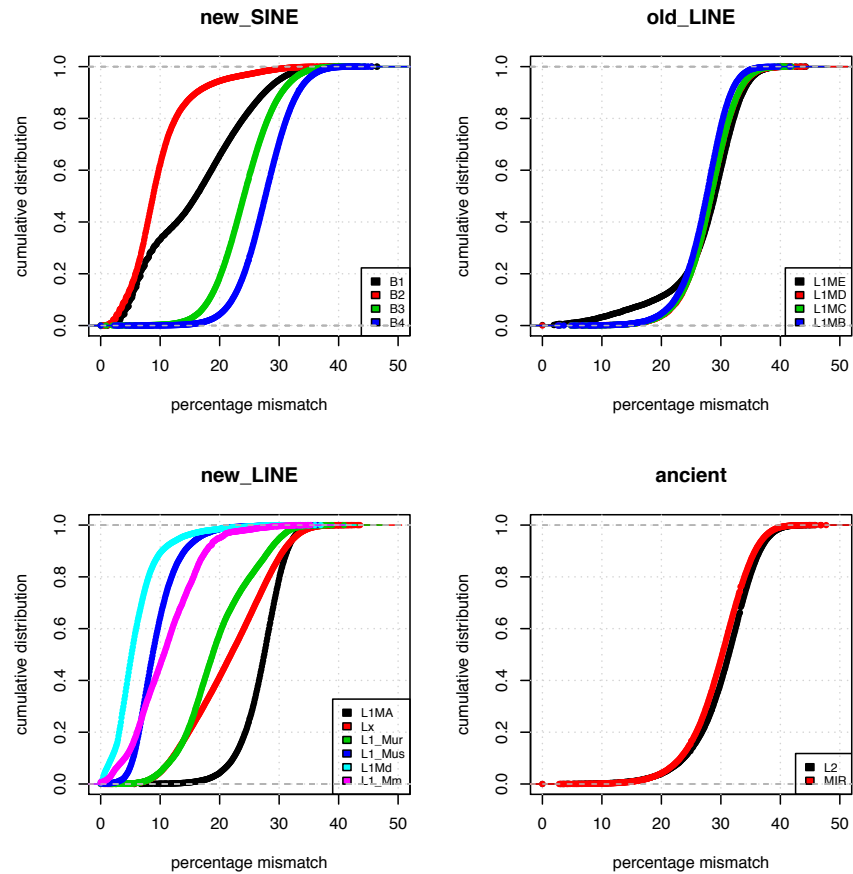 new_SINE
cumulative distribution
1.0
0.8
0.6
0.4
0.2
0.0
B1
B2
B3
B4
0 10 20 30 40 50
percentage mismatch
old_LINE
cumulative distribution
1.0
0.8
0.6
0.4
0.2
0.0
L1ME
L1MD
L1MC
L1MB
0 10 20 30 40 50
percentage mismatch
new_LINE
cumulative distribution
1.0
0.8
0.6
0.4
0.2
0.0
L1MA
Lx
L1_Mur
L1_Mus
L1Md
L1_Mm
0 10 20 30 40 50
percentage mismatch
ancient
cumulative distribution
1.0
0.8
0.6
0.4
0.2
0.0
L2
MIR
0 10 20 30 40 50
percentage mismatch